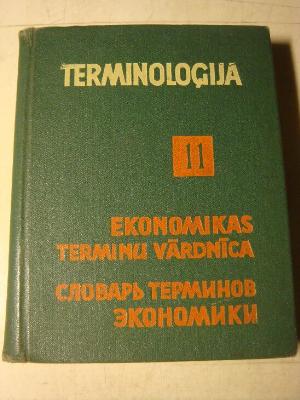 TERMINOLOĢIJA
11
EKONOMIKAS
TERMINU VĀRDNĪCA
СЛОВАРЬ ТЕРМИНОВ
ЭКОНОМИКИ